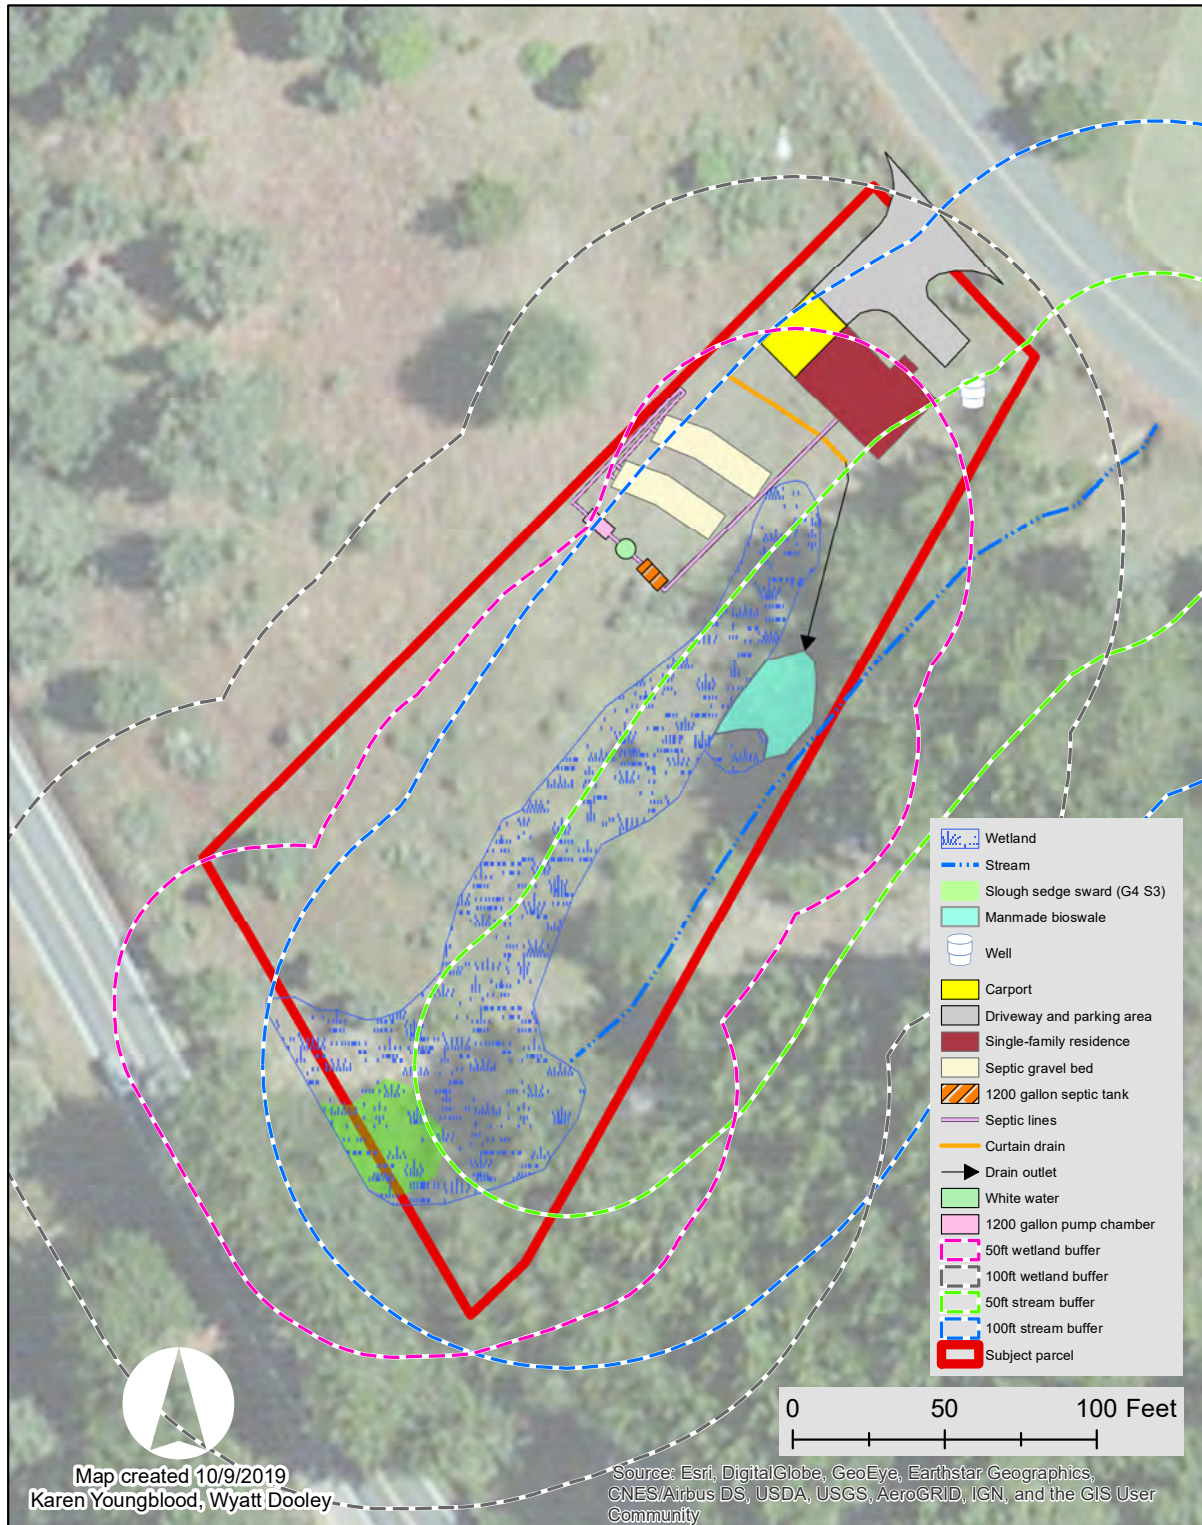 Wetland
Stream
Slough sedge sward (G4 S3)
Manmade bioswale
Well
Carport
Driveway and parking area
Single-family residence
Septic gravel bed
1200 gallon septic tank
Septic lines
Curtain drain
Drain outlet
White water
1200 gallon pump chamber
50ft wetland buffer
100ft wetland buffer
50ft stream buffer
100ft stream buffer
Subject parcel
0 50 100 Feet
Map created 10/9/2019
Karen Youngblood, Wyatt Dooley
Source: Esri, DigitalGlobe, GeoEye, Earthstar Geographics,
CNES/Airbus DS, USDA, USGS, AeroGRID, IGN, and the GIS User
Community